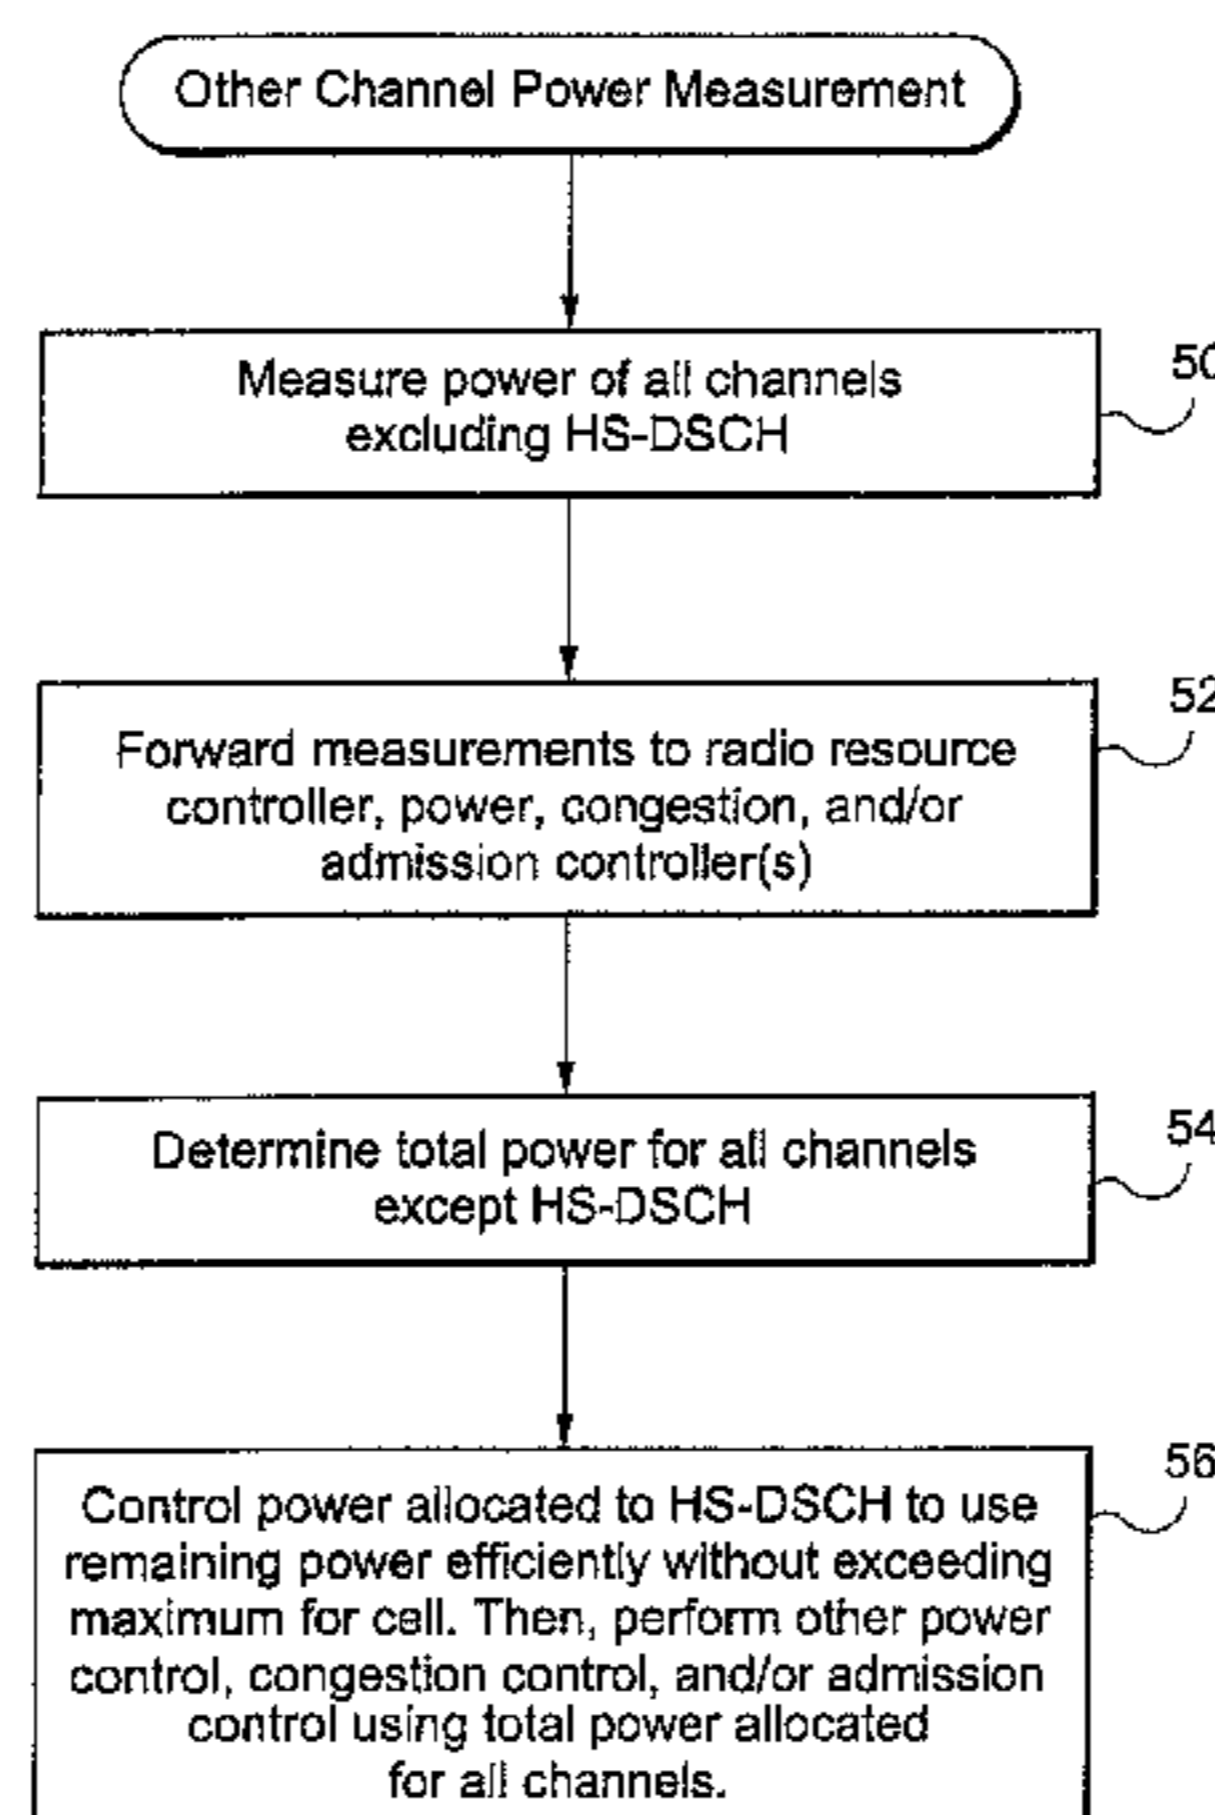 Other Channel Power Measurement
Measure power of all channels
excluding HS-DSCH
50
Forward measurements to radio resource
controller, power, congestion, and/or
admission controller(s)
52
Determine total power for all channels
except HS-DSCH
54
Control power allocated to HS-DSCH to use
remaining power efficiently without exceeding
maximum for cell. Then, perform other power
control, congestion control, and/or admission
control using total power allocated
for all channels.
56